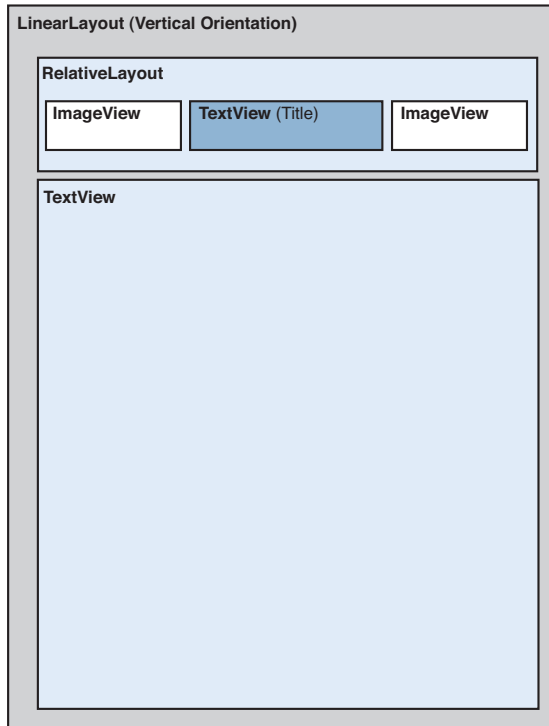 LinearLayout (Vertical Orientation)
RelativeLayout
ImageView
TextView (Title)
ImageView
TextView